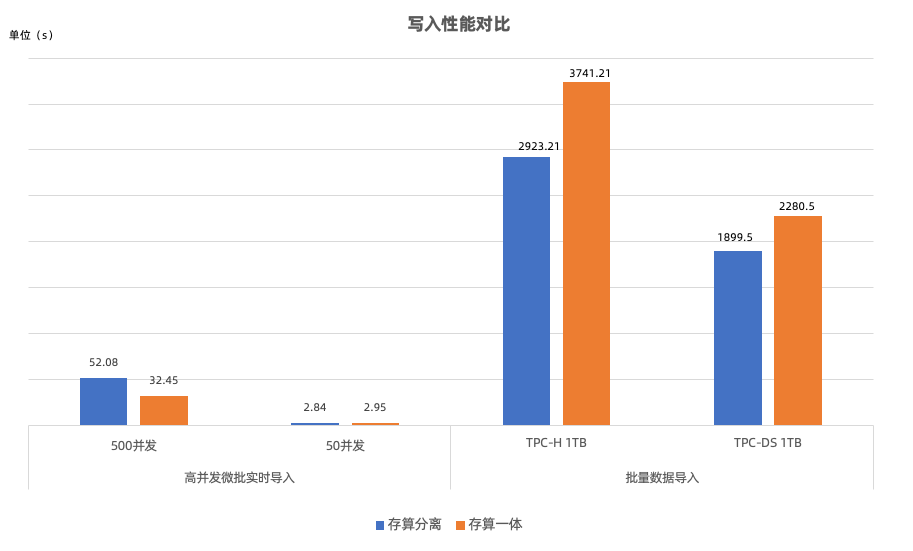 写入性能对比
单位（s）
3741.21
2923.21
2280.5
1899.5
52.08
32.45
2.84
2.95
500并发
50并发
TPC-H 1TB
TPC-DS 1TB
高并发微批实时导入
批量数据导入
存算分离
存算一体